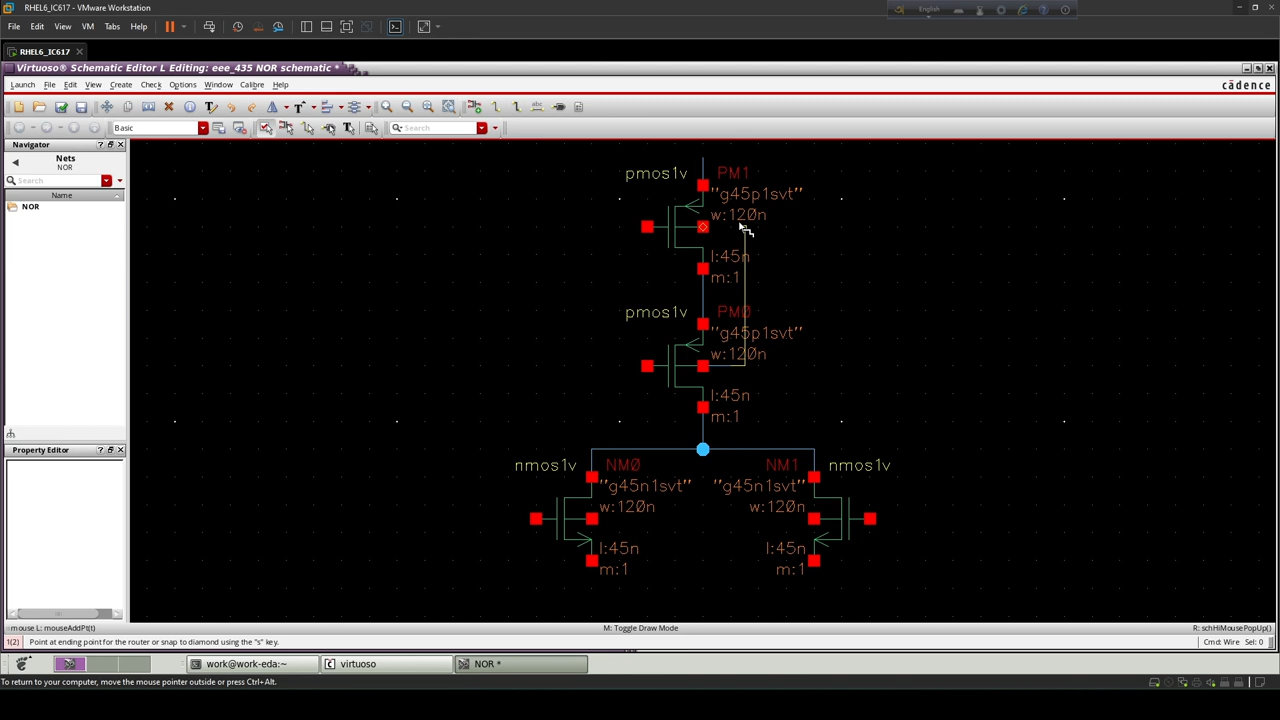 RHEL6_IC617 - VMware Workstation
English
File Edit View VM Tabs Help
RHEL6_IC617
Virtuoso® Schematic Editor L Editing: eee_435 NOR schematic *
Launch File Edit View Create Check Options Window Calibre Help
cādence
Basic
Search
Navigator
Nets
NOR
Search
Name
NOR
Property Editor
pmos1v PM1
"g45p1svt"
w:120n
l:45n
m:1
pmos1v PM0
"g45p1svt"
w:120n
l:45n
m:1
nmos1v NM0 NM1 nmos1v
"g45n1svt" "g45n1svt"
w:120n w:120n
l:45n l:45n
m:1 m:1
mouse L: mouseAddPt(t) M: Toggle Draw Mode R: schHiMousePopUp()
1(2) Point at ending point for the router or snap to diamond using the "s" key. Cmd: Wire Sel: 0
work@work-eda:~ virtuoso NOR *
To return to your computer, move the mouse pointer outside or press Ctrl+Alt.